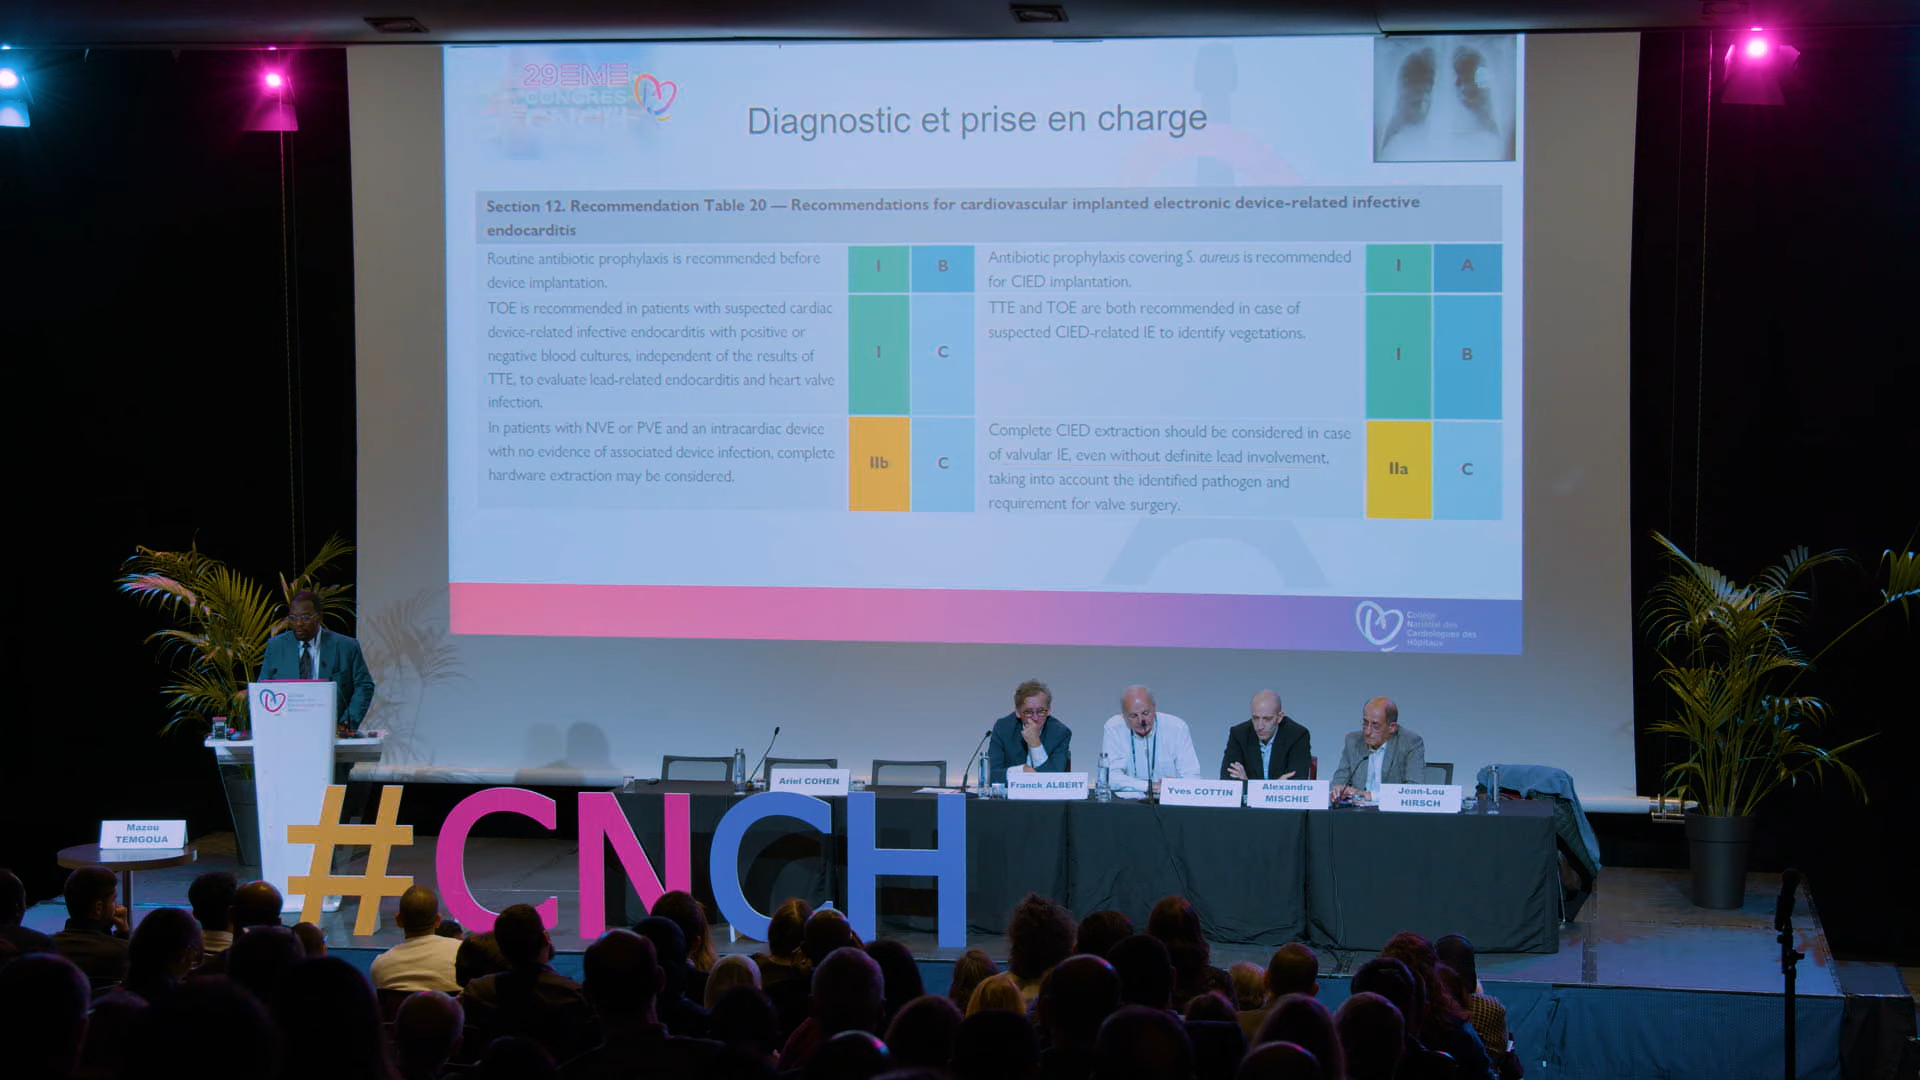 29EME
CONGRES
CNCH
Diagnostic et prise en charge
Section 12. Recommendation Table 20 — Recommendations for cardiovascular implanted electronic device-related infective
endocarditis
Routine antibiotic prophylaxis is recommended before
device implantation.
I
B
Antibiotic prophylaxis covering S. aureus is recommended
for CIED implantation.
I
A
TOE is recommended in patients with suspected cardiac
device-related infective endocarditis with positive or
negative blood cultures, independent of the results of
TTE, to evaluate lead-related endocarditis and heart valve
infection.
I
C
TTE and TOE are both recommended in case of
suspected CIED-related IE to identify vegetations.
I
B
In patients with NVE or PVE and an intracardiac device
with no evidence of associated device infection, complete
hardware extraction may be considered.
IIb
C
Complete CIED extraction should be considered in case
of valvular IE, even without definite lead involvement,
taking into account the identified pathogen and
requirement for valve surgery.
IIa
C
Collège
National des
Cardiologues des
Hôpitaux
Ariel COHEN
Franck ALBERT
Yves COTTIN
Alexandru
MISCHIE
Jean-Lou
HIRSCH
Mazou
TEMGOUA
#CNCH